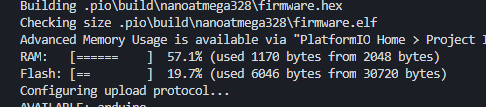 Building .pio\build\nanoatmega328\firmware.hex
Checking size .pio\build\nanoatmega328\firmware.elf
Advanced Memory Usage is available via "PlatformIO Home > Project I
RAM:   [======    ]  57.1% (used 1170 bytes from 2048 bytes)
Flash: [==        ]  19.7% (used 6046 bytes from 30720 bytes)
Configuring upload protocol...
AVAILABLE: arduino